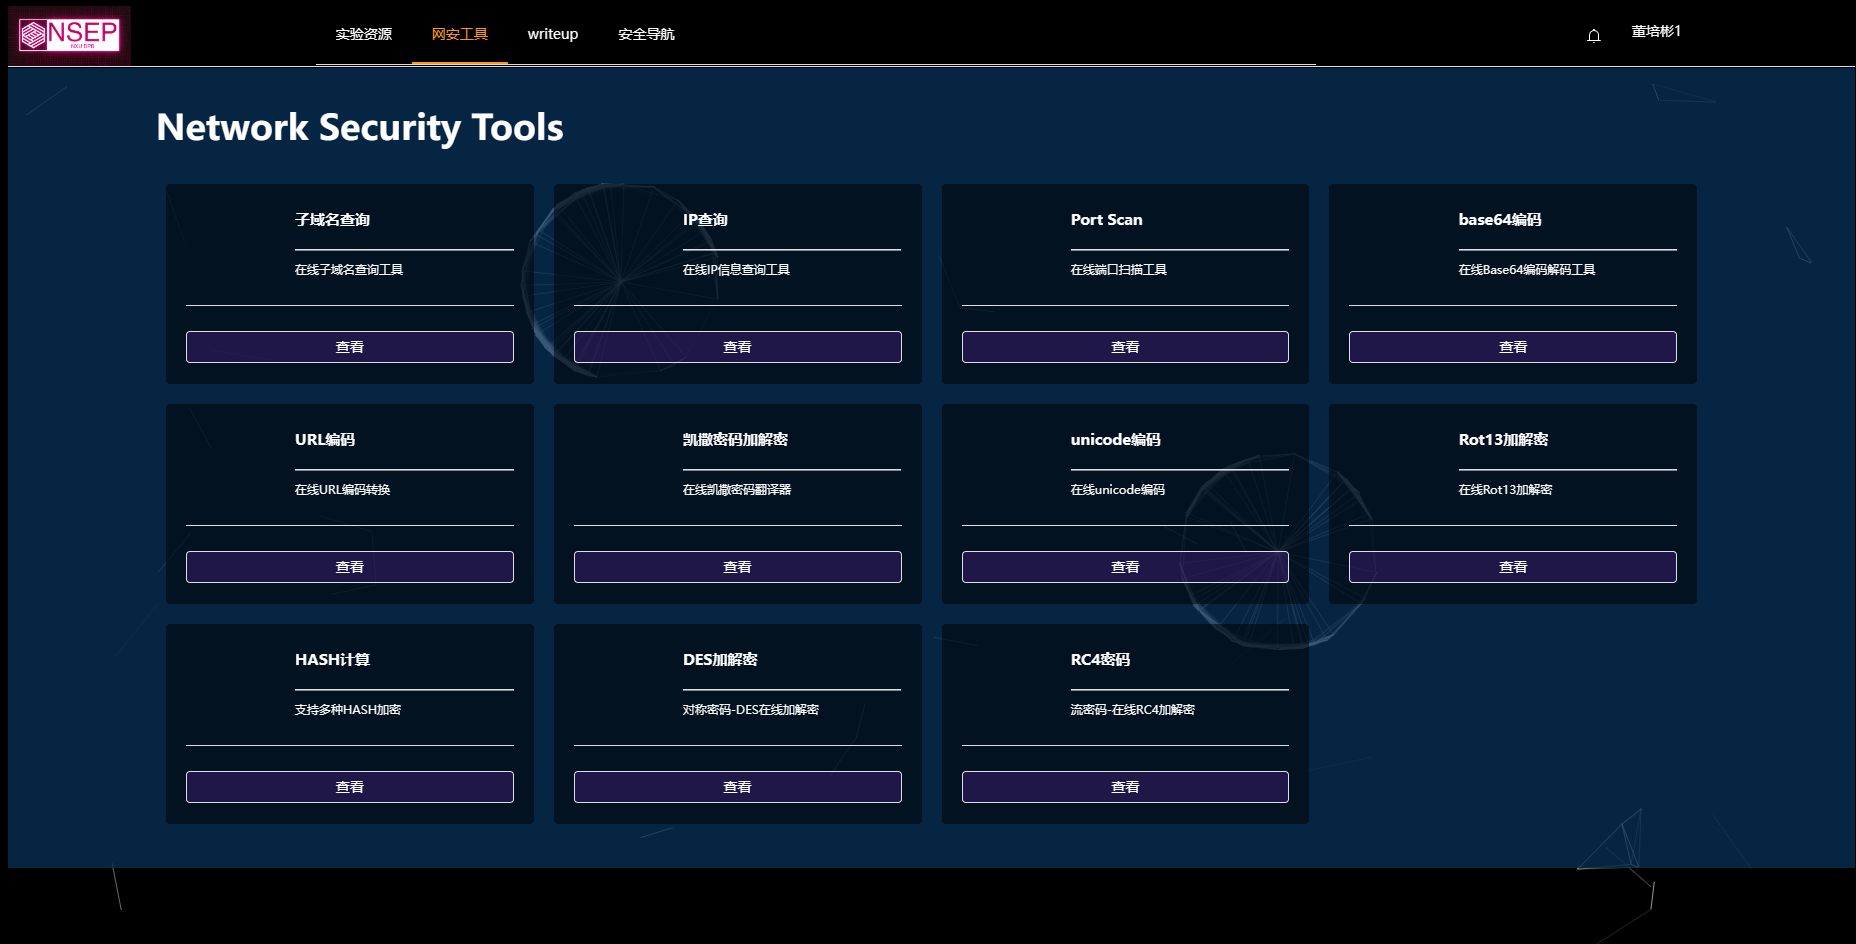 NSEP
NXU DPR
实验资源 网安工具 writeup 安全导航
董培彬1
Network Security Tools
子域名查询
在线子域名查询工具
查看
IP查询
在线IP信息查询工具
查看
Port Scan
在线端口扫描工具
查看
base64编码
在线Base64编码解码工具
查看
URL编码
在线URL编码转换
查看
凯撒密码加解密
在线凯撒密码翻译器
查看
unicode编码
在线unicode编码
查看
Rot13加解密
在线Rot13加解密
查看
HASH计算
支持多种HASH加密
查看
DES加解密
对称密码-DES在线加解密
查看
RC4密码
流密码-在线RC4加解密
查看